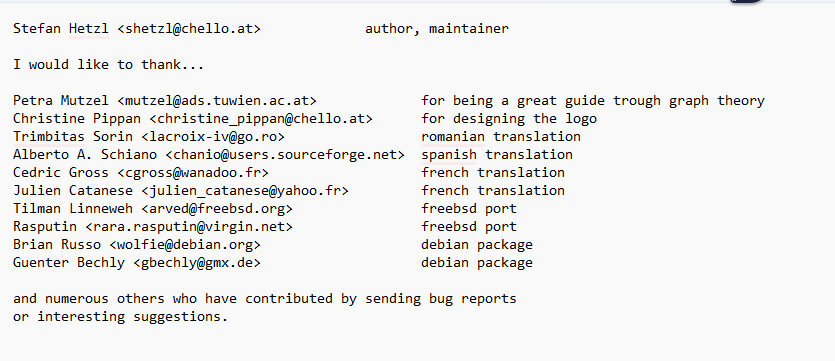 Stefan Hetzl <shetzl@chello.at> author, maintainer
I would like to thank...
Petra Mutzel <mutzel@ads.tuwien.ac.at> for being a great guide trough graph theory
Christine Pippan <christine_pippan@chello.at> for designing the logo
Trimbitas Sorin <lacroix-iv@go.ro> romanian translation
Alberto A. Schiano <chanio@users.sourceforge.net> spanish translation
Cedric Gross <cgross@wanadoo.fr> french translation
Julien Catanese <julien_catanese@yahoo.fr> french translation
Tilman Linneweh <arved@freebsd.org> freebsd port
Rasputin <rara.rasputin@virgin.net> freebsd port
Brian Russo <wolfie@debian.org> debian package
Guenter Bechly <gbechly@gmx.de> debian package
and numerous others who have contributed by sending bug reports
or interesting suggestions.